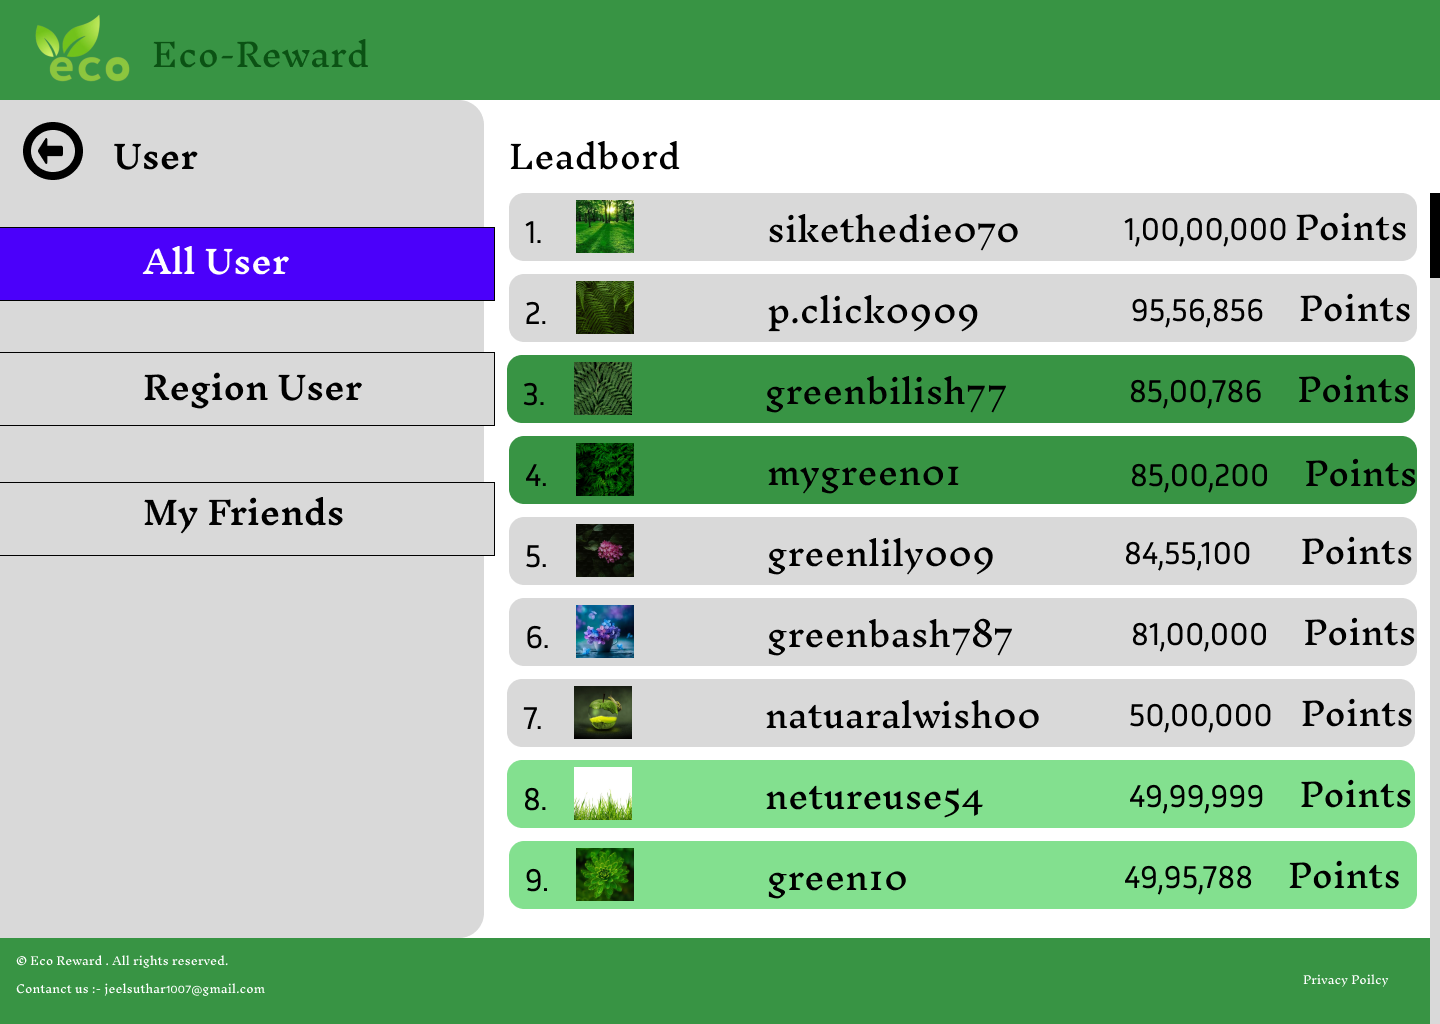 eco
Eco-Reward
User
All User
Region User
My Friends
Leadbord
1. sikethedie070 1,00,00,000 Points
2. p.click0909 95,56,856 Points
3. greenbilish77 85,00,786 Points
4. mygreen01 85,00,200 Points
5. greenlily009 84,55,100 Points
6. greenbash787 81,00,000 Points
7. natuaralwish00 50,00,000 Points
8. netureuse54 49,99,999 Points
9. green10 49,95,788 Points
© Eco Reward . All rights reserved.
Contanct us :- jeelsuthar1007@gmail.com
Privacy Poilcy